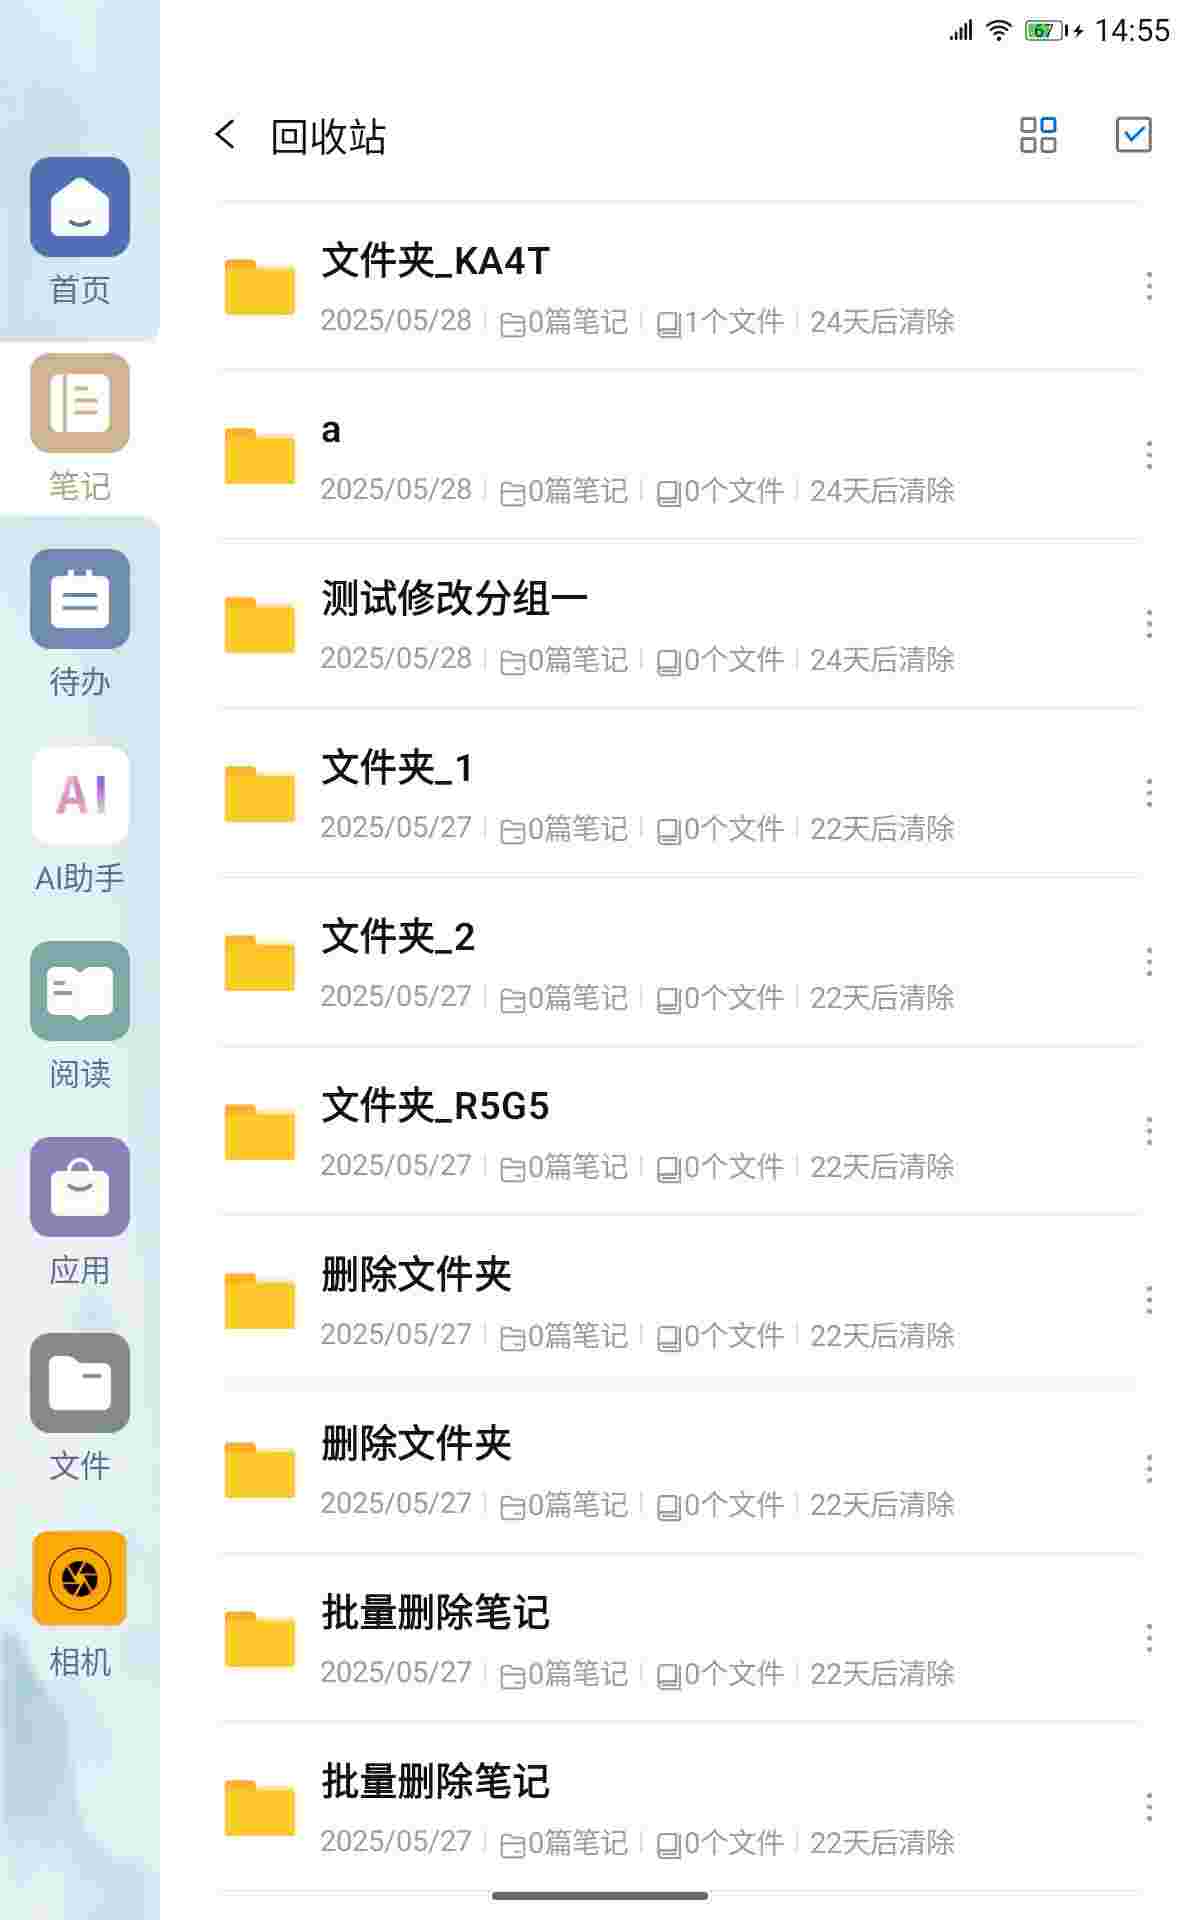 67 14:55
回收站
首页
笔记
待办
AI
AI助手
阅读
应用
文件
相机
文件夹_KA4T
2025/05/28 0篇笔记 1个文件 24天后清除
a
2025/05/28 0篇笔记 0个文件 24天后清除
测试修改分组一
2025/05/28 0篇笔记 0个文件 24天后清除
文件夹_1
2025/05/27 0篇笔记 0个文件 22天后清除
文件夹_2
2025/05/27 0篇笔记 0个文件 22天后清除
文件夹_R5G5
2025/05/27 0篇笔记 0个文件 22天后清除
删除文件夹
2025/05/27 0篇笔记 0个文件 22天后清除
删除文件夹
2025/05/27 0篇笔记 0个文件 22天后清除
批量删除笔记
2025/05/27 0篇笔记 0个文件 22天后清除
批量删除笔记
2025/05/27 0篇笔记 0个文件 22天后清除